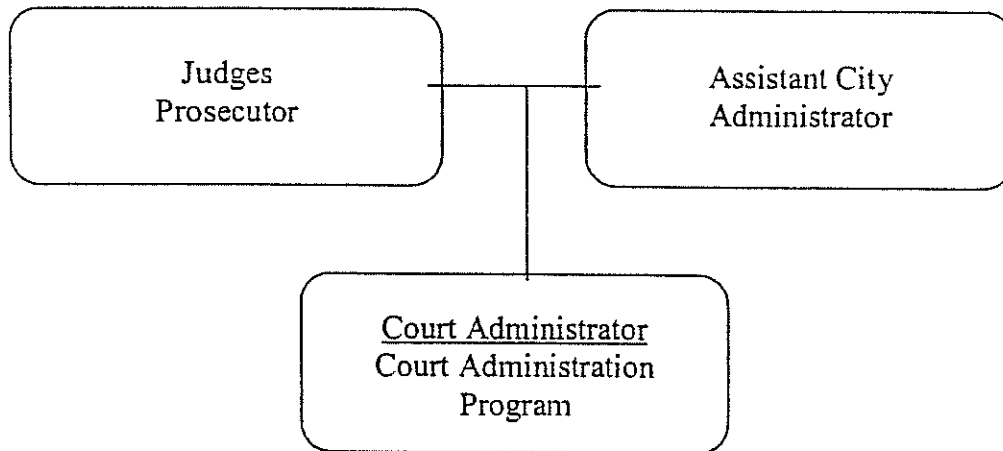 Judges
Prosecutor
Assistant City
Administrator
Court Administrator
Court Administration
Program